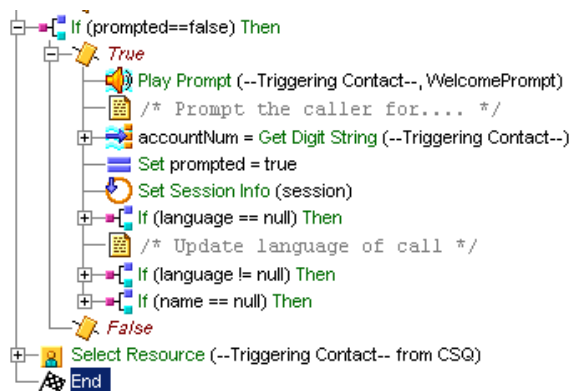 If (prompted==false) Then
True
Play Prompt (--Triggering Contact--, WelcomePrompt)
/* Prompt the caller for.... */
accountNum = Get Digit String (--Triggering Contact--)
Set prompted = true
Set Session Info (session)
If (language == null) Then
/* Update language of call */
If (language != null) Then
If (name == null) Then
False
Select Resource (--Triggering Contact-- from CSQ)
End